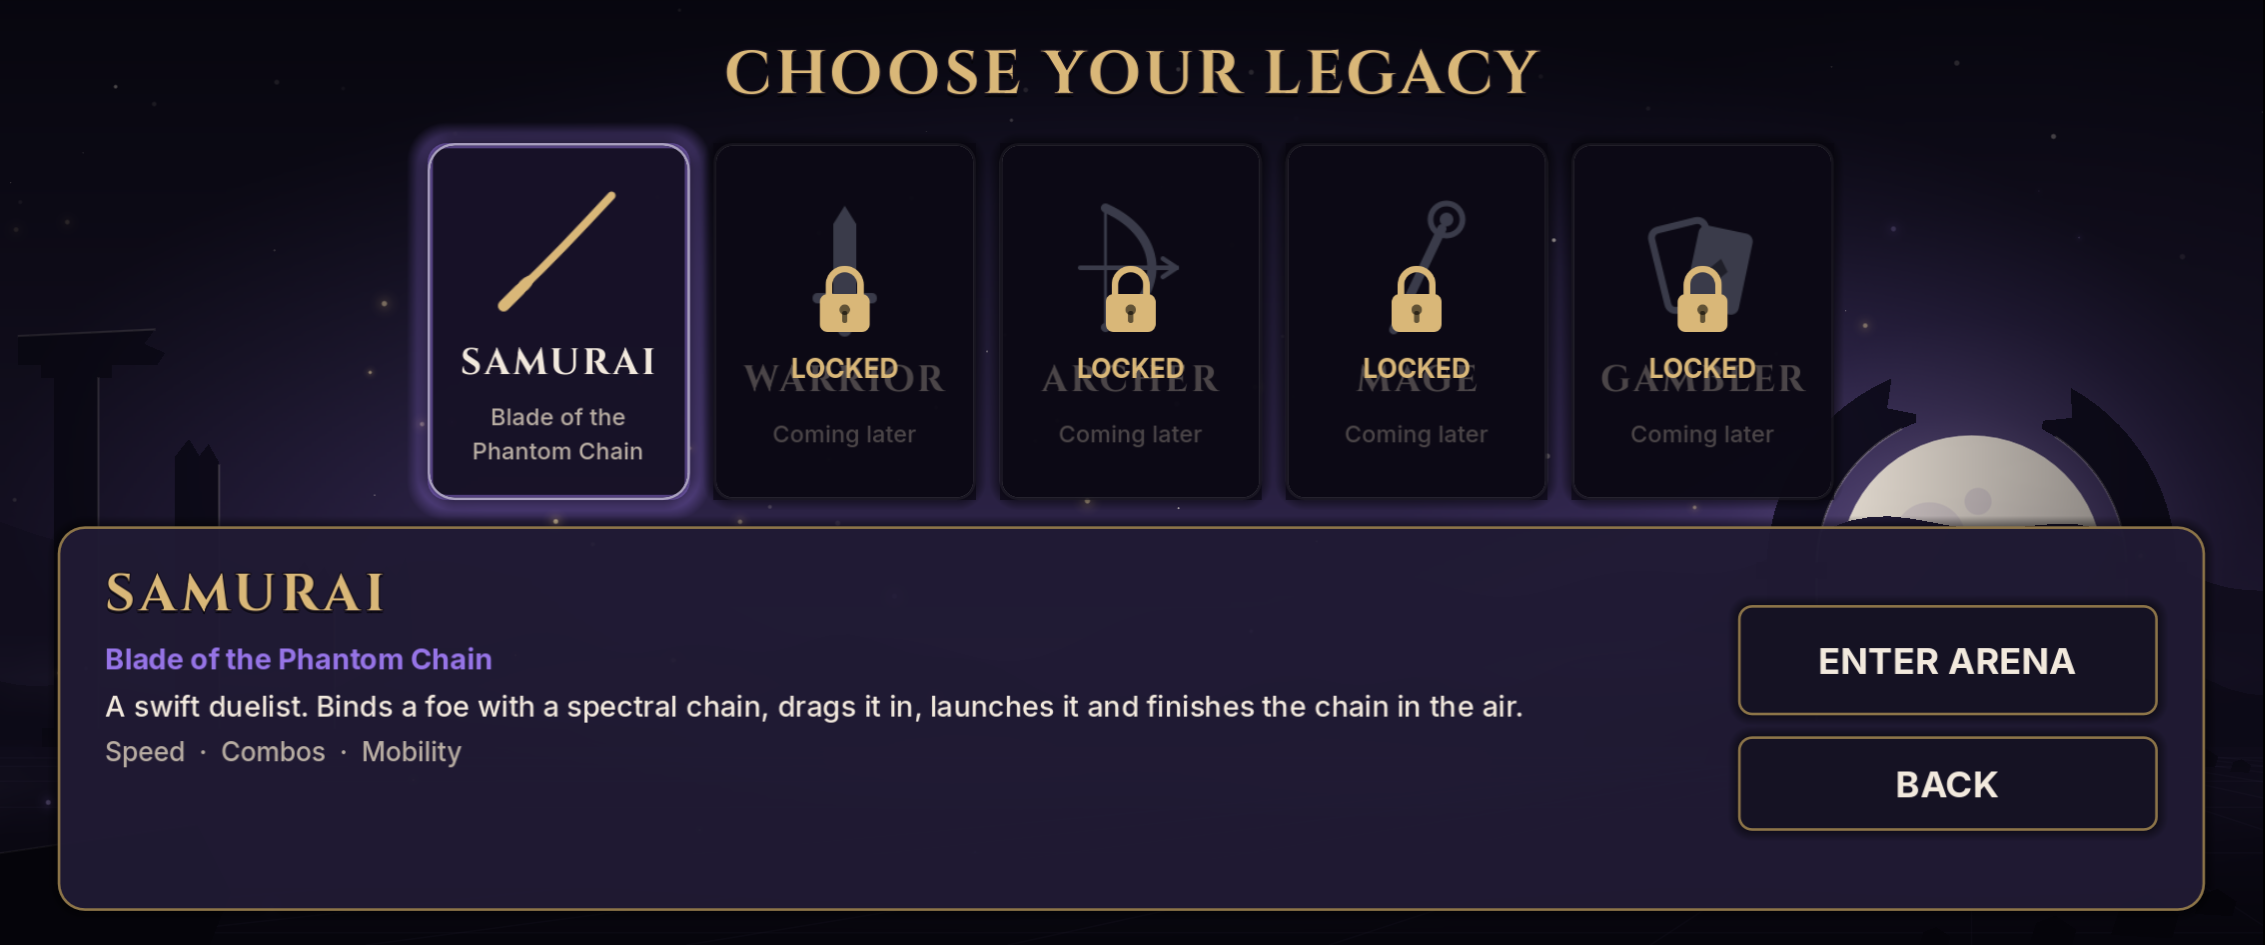 CHOOSE YOUR LEGACY
SAMURAI
Blade of the
Phantom Chain
LOCKED
WARRIOR
Coming later
LOCKED
ARCHER
Coming later
LOCKED
MAGE
Coming later
LOCKED
GAMBLER
Coming later
SAMURAI
Blade of the Phantom Chain
A swift duelist. Binds a foe with a spectral chain, drags it in, launches it and finishes the chain in the air.
Speed · Combos · Mobility
ENTER ARENA
BACK